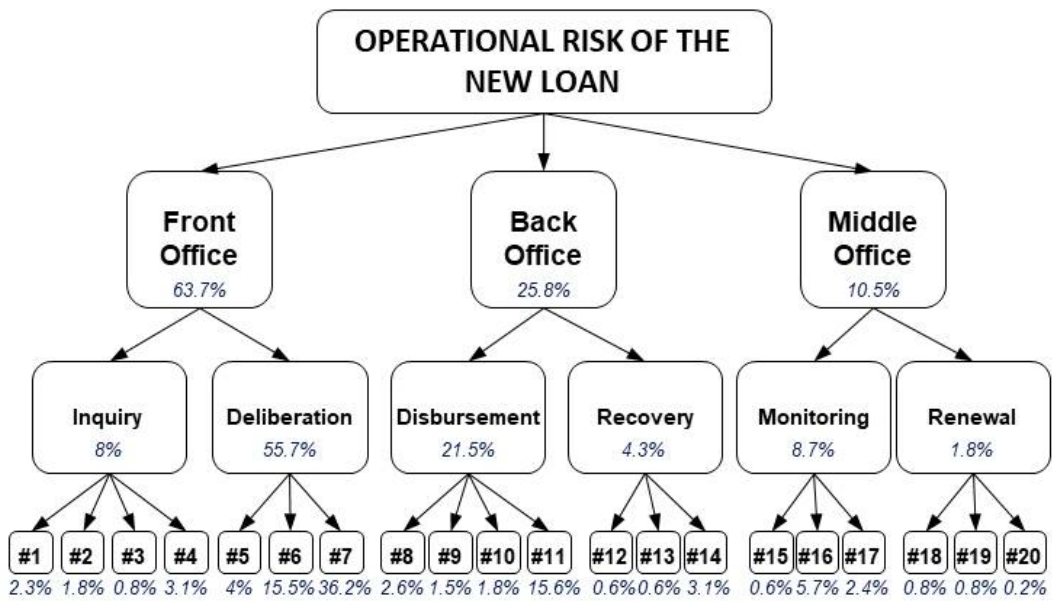 OPERATIONAL RISK OF THE
NEW LOAN
Front
Office
63.7%
Back
Office
25.8%
Middle
Office
10.5%
Inquiry
8%
Deliberation
55.7%
Disbursement
21.5%
Recovery
4.3%
Monitoring
8.7%
Renewal
1.8%
#1 #2 #3 #4 #5 #6 #7 #8 #9 #10 #11 #12 #13 #14 #15 #16 #17 #18 #19 #20
2.3% 1.8% 0.8% 3.1% 4% 15.5% 36.2% 2.6% 1.5% 1.8% 15.6% 0.6% 0.6% 3.1% 0.6% 5.7% 2.4% 0.8% 0.8% 0.2%